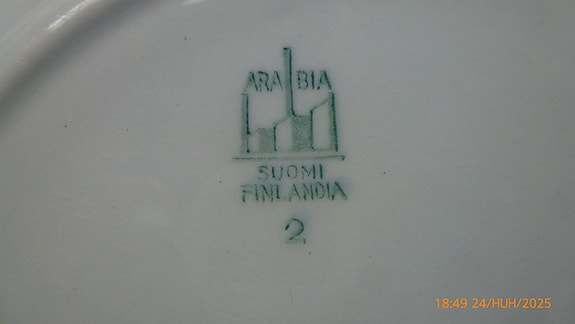 ARABIA
SUOMI
FINLANDIA
2
18:49 24/HUH/2025